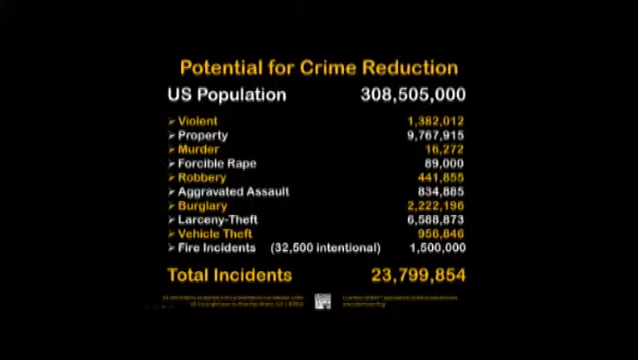 Potential for Crime Reduction
US Population 308,505,000
Violent 1,382,012
Property 9,767,915
Murder 16,272
Forcible Rape 89,000
Robbery 441,855
Aggravated Assault 834,885
Burglary 2,222,196
Larceny-Theft 6,588,873
Vehicle Theft 956,846
Fire Incidents (32,500 intentional) 1,500,000
Total Incidents 23,799,854